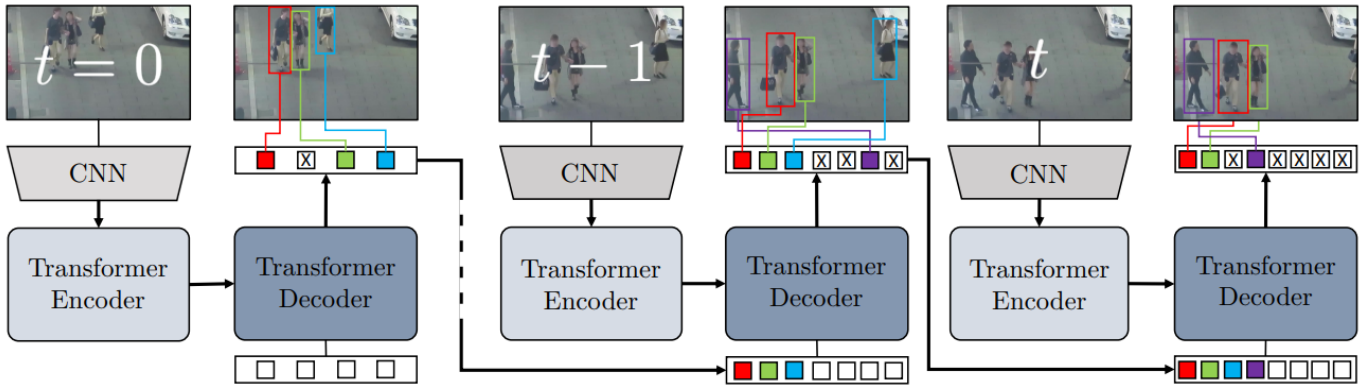 t = 0
t − 1
t
X
X X X
X X X X X
CNN
CNN
CNN
Transformer
Encoder
Transformer
Decoder
Transformer
Encoder
Transformer
Decoder
Transformer
Encoder
Transformer
Decoder